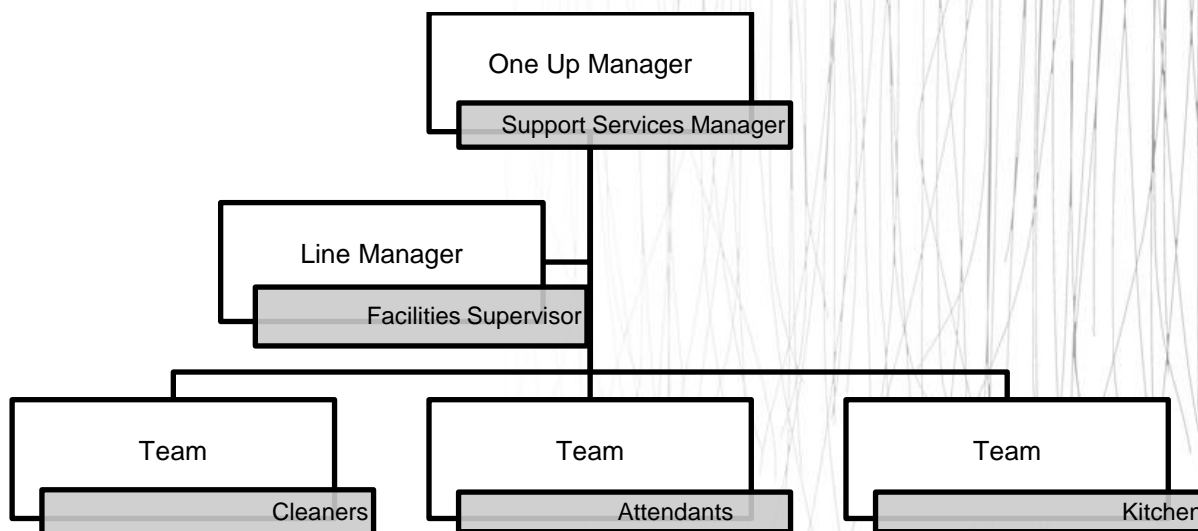 One Up Manager
Support Services Manager
Line Manager
Facilities Supervisor
Team
Team
Team
Cleaners
Attendants
Kitchen